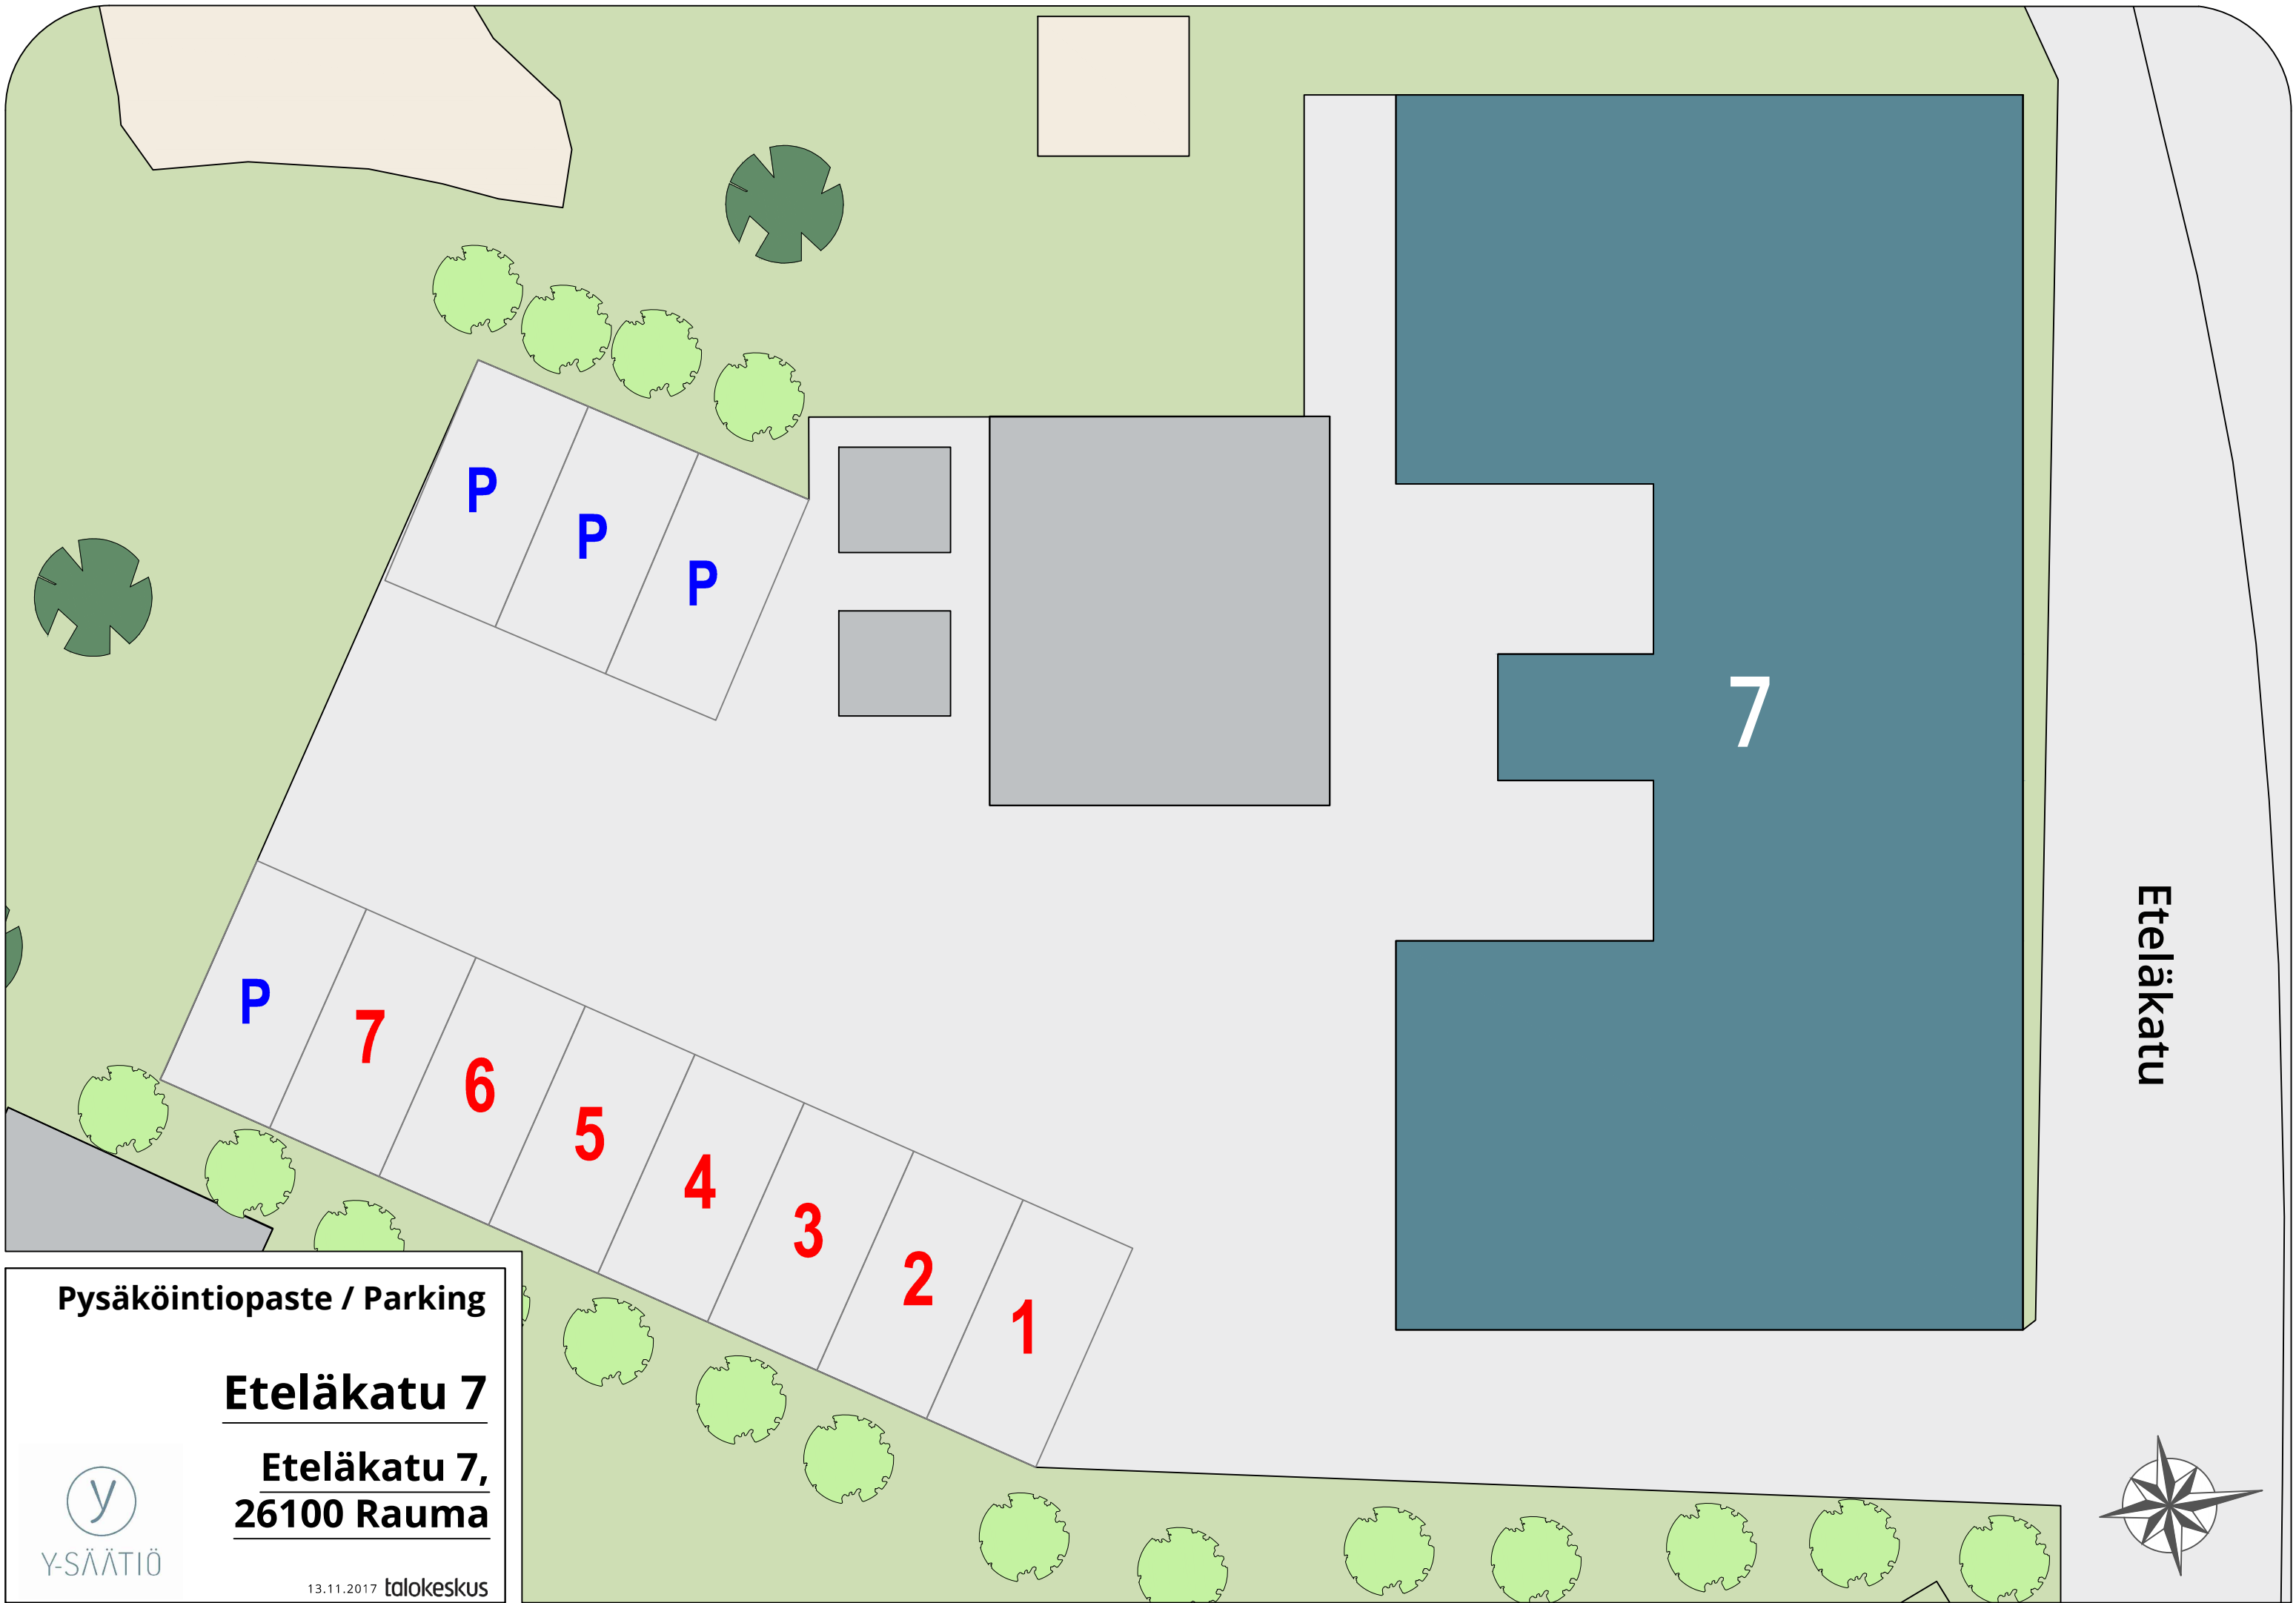 P
P
P
7
Eteläkatu
P
7
6
5
4
3
2
1
Pysäköintiopaste / Parking
Eteläkatu 7
Eteläkatu 7,
26100 Rauma
y
Y-SÄÄTIÖ
13.11.2017 talokeskus